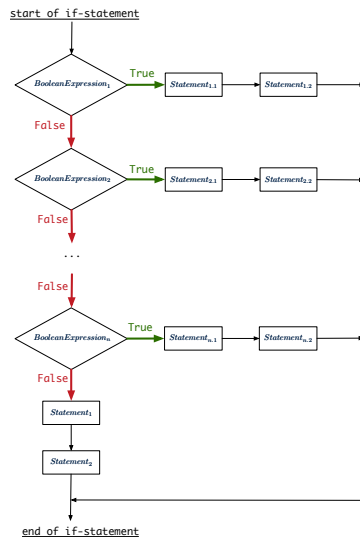 start of if-statement
BooleanExpression₁
True
Statement₁.₁
Statement₁.₂
False
BooleanExpression₂
True
Statement₂.₁
Statement₂.₂
False
...
False
BooleanExpressionₙ
True
Statementₙ.₁
Statementₙ.₂
False
Statement₁
Statement₂
end of if-statement